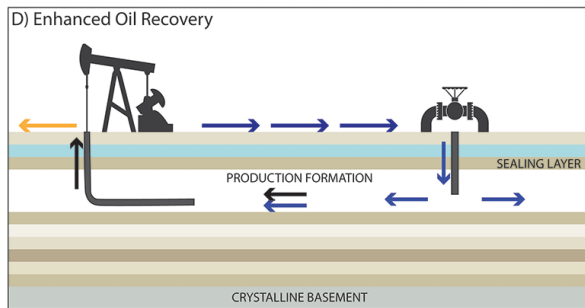 D) Enhanced Oil Recovery
SEALING LAYER
PRODUCTION FORMATION
CRYSTALLINE BASEMENT